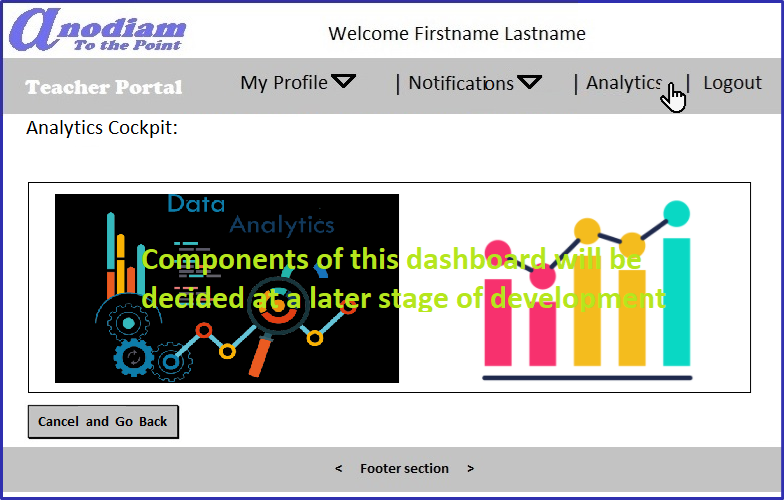 Anodiam
To the Point
Welcome Firstname Lastname
Teacher Portal
My Profile | Notifications | Analytics | Logout
Analytics Cockpit:
Data
Analytics
Components of this dashboard will be
decided at a later stage of development
Cancel and Go Back
< Footer section >